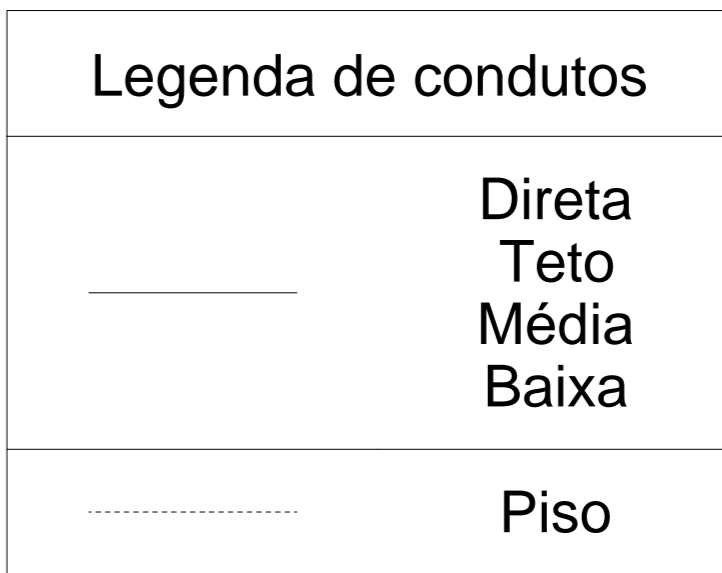 Legenda de condutos
Direta
Teto
Média
Baixa
Piso